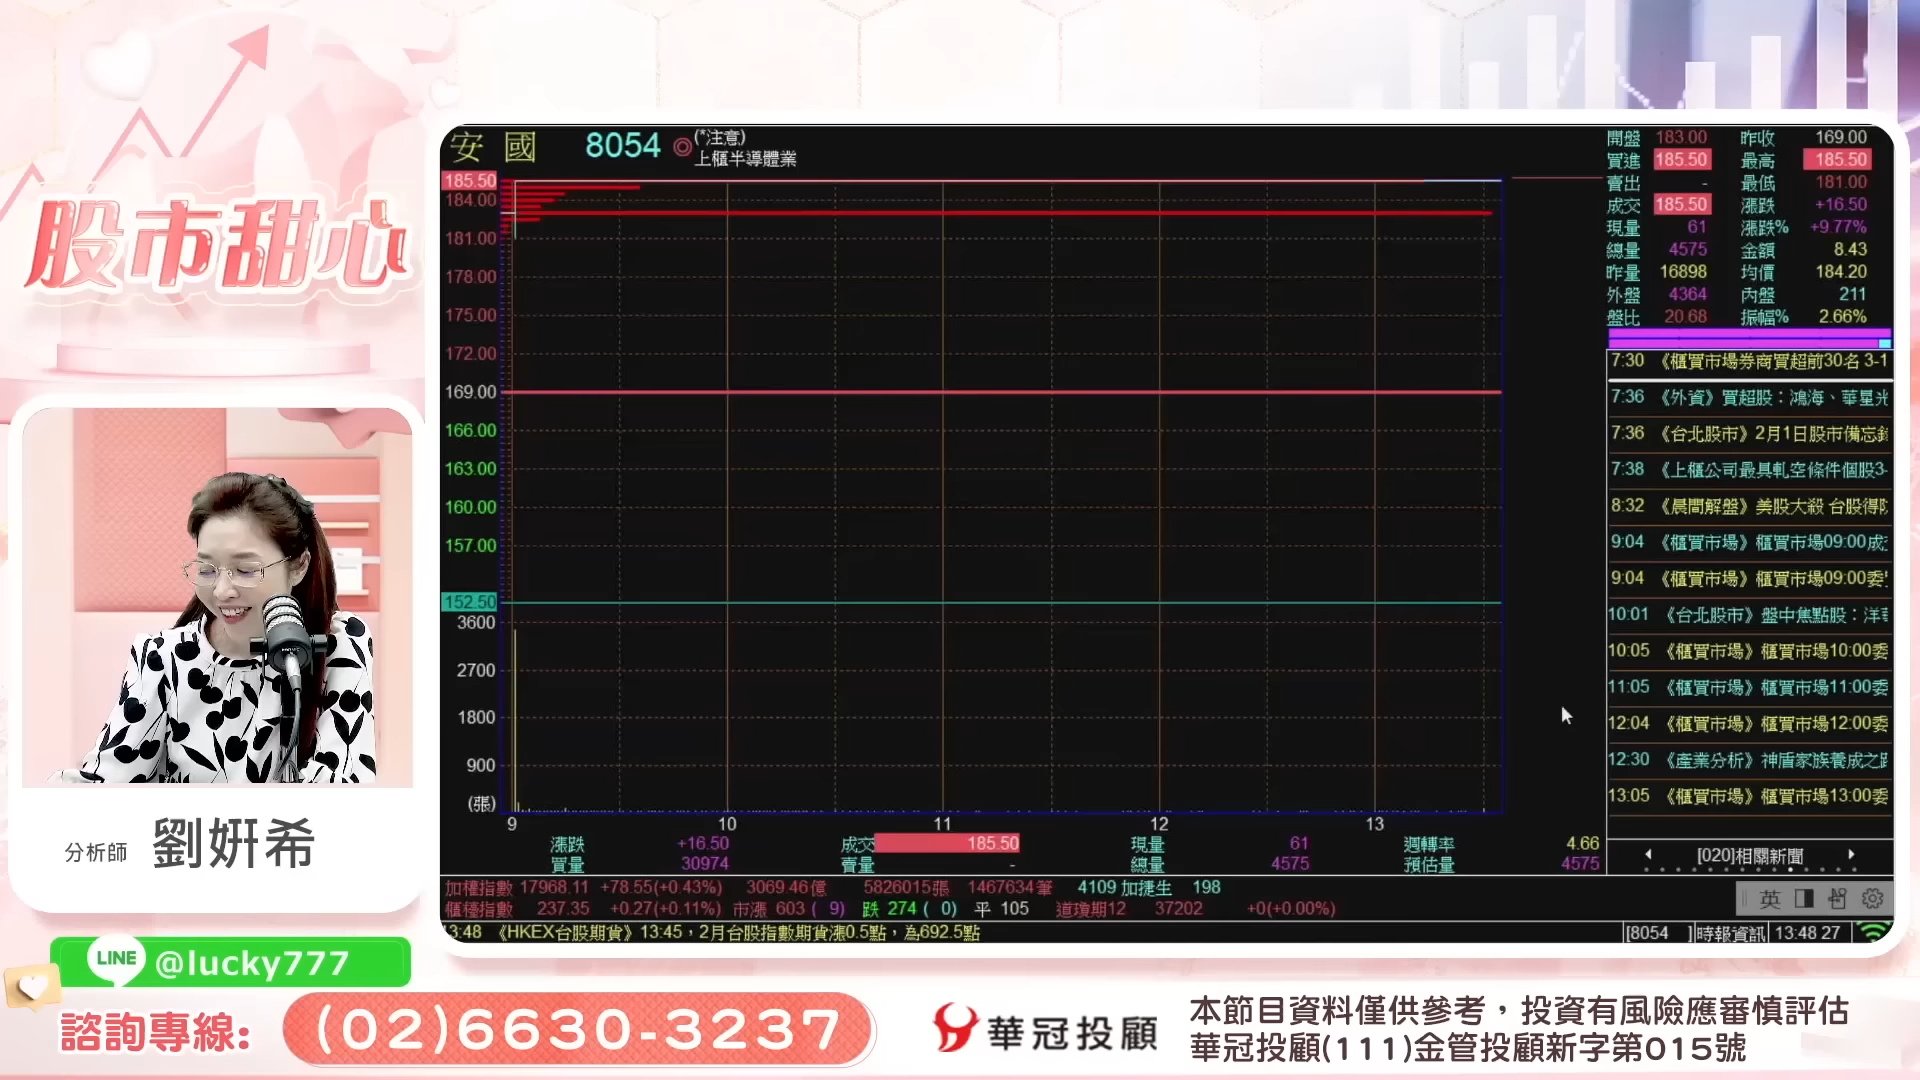 股市甜心
分析師 劉妍希
LINE @lucky777
諮詢專線: (02)6630-3237
華冠投顧
本節目資料僅供參考，投資有風險應審慎評估
華冠投顧(111)金管投顧新字第015號
安 國 8054 ◎(*注意)
上櫃半導體業
185.50
184.00
181.00
178.00
175.00
172.00
169.00
166.00
163.00
160.00
157.00
152.50
3600
2700
1800
900
(張)
9 10 11 12 13
開盤 183.00 昨收 169.00
買進 185.50 最高 185.50
賣出 - 最低 181.00
成交 185.50 漲跌 +16.50
現量 61 漲跌% +9.77%
總量 4575 金額 8.43
昨量 16898 均價 184.20
外盤 4364 內盤 211
盤比 20.68 振幅% 2.66%
7:30 《櫃買市場券商買超前30名 3-1
7:36 《外資》買超股：鴻海、華星光
7:36 《台北股市》2月1日股市備忘錄
7:38 《上櫃公司最具軋空條件個股3-
8:32 《晨間解盤》美股大殺 台股得防
9:04 《櫃買市場》櫃買市場09:00成交
9:04 《櫃買市場》櫃買市場09:00委
10:01 《台北股市》盤中焦點股：洋華
10:05 《櫃買市場》櫃買市場10:00委
11:05 《櫃買市場》櫃買市場11:00委
12:04 《櫃買市場》櫃買市場12:00委
12:30 《產業分析》神盾家族養成之路
13:05 《櫃買市場》櫃買市場13:00委
[020]相關新聞
漲跌 +16.50 成交 185.50 現量 61 週轉率 4.66
買量 30974 賣量 - 總量 4575 預估量 4575
加權指數 17968.11 +78.55(+0.43%) 3069.46億 5826015張 1467634筆 4109 加捷生 198
櫃檯指數 237.35 +0.27(+0.11%) 市漲 603( 9) 跌 274( 0) 平 105 道瓊期12 37202 +0(+0.00%)
英
13:48 《HKEX台股期貨》13:45，2月台股指數期貨漲0.5點，為692.5點
[8054 ]時報資訊 13:48 27